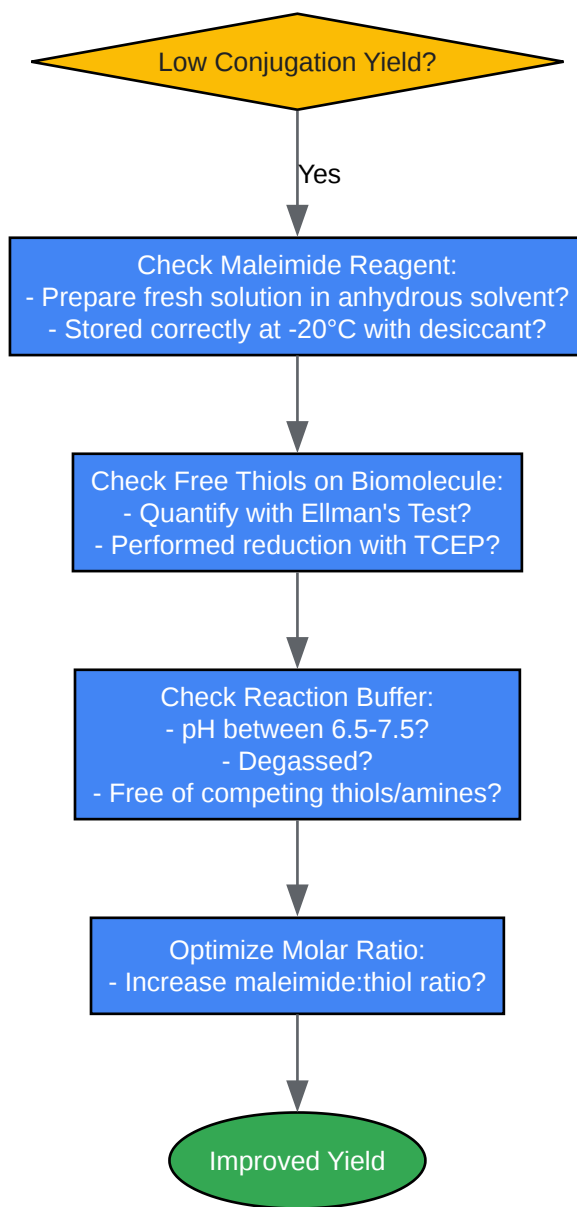 Low Conjugation Yield?
Yes
Check Maleimide Reagent:
- Prepare fresh solution in anhydrous solvent?
- Stored correctly at -20°C with desiccant?
Check Free Thiols on Biomolecule:
- Quantify with Ellman's Test?
- Performed reduction with TCEP?
Check Reaction Buffer:
- pH between 6.5-7.5?
- Degassed?
- Free of competing thiols/amines?
Optimize Molar Ratio:
- Increase maleimide:thiol ratio?
Improved Yield